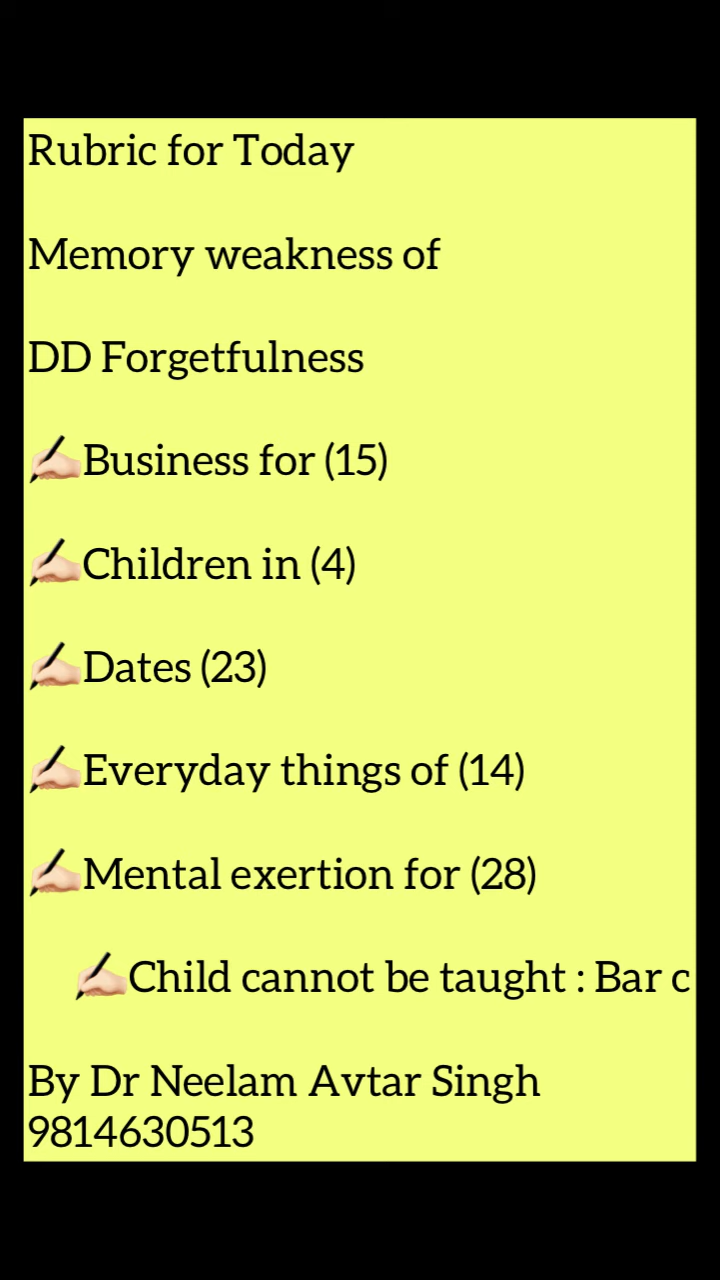 Rubric for Today
Memory weakness of
DD Forgetfulness
✍🏻Business for (15)
✍🏻Children in (4)
✍🏻Dates (23)
✍🏻Everyday things of (14)
✍🏻Mental exertion for (28)
✍🏻Child cannot be taught : Bar c
By Dr Neelam Avtar Singh
9814630513